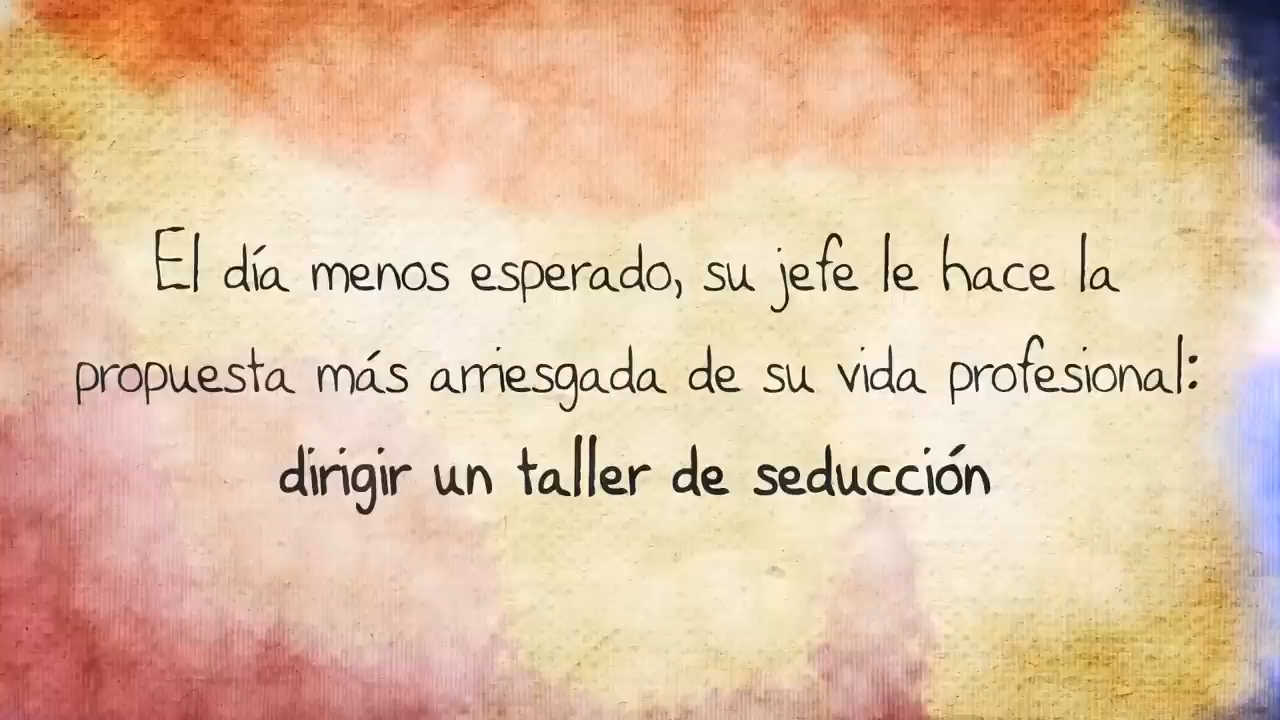 El día menos esperado, su jefe le hace la
propuesta más arriesgada de su vida profesional:
dirigir un taller de seducción